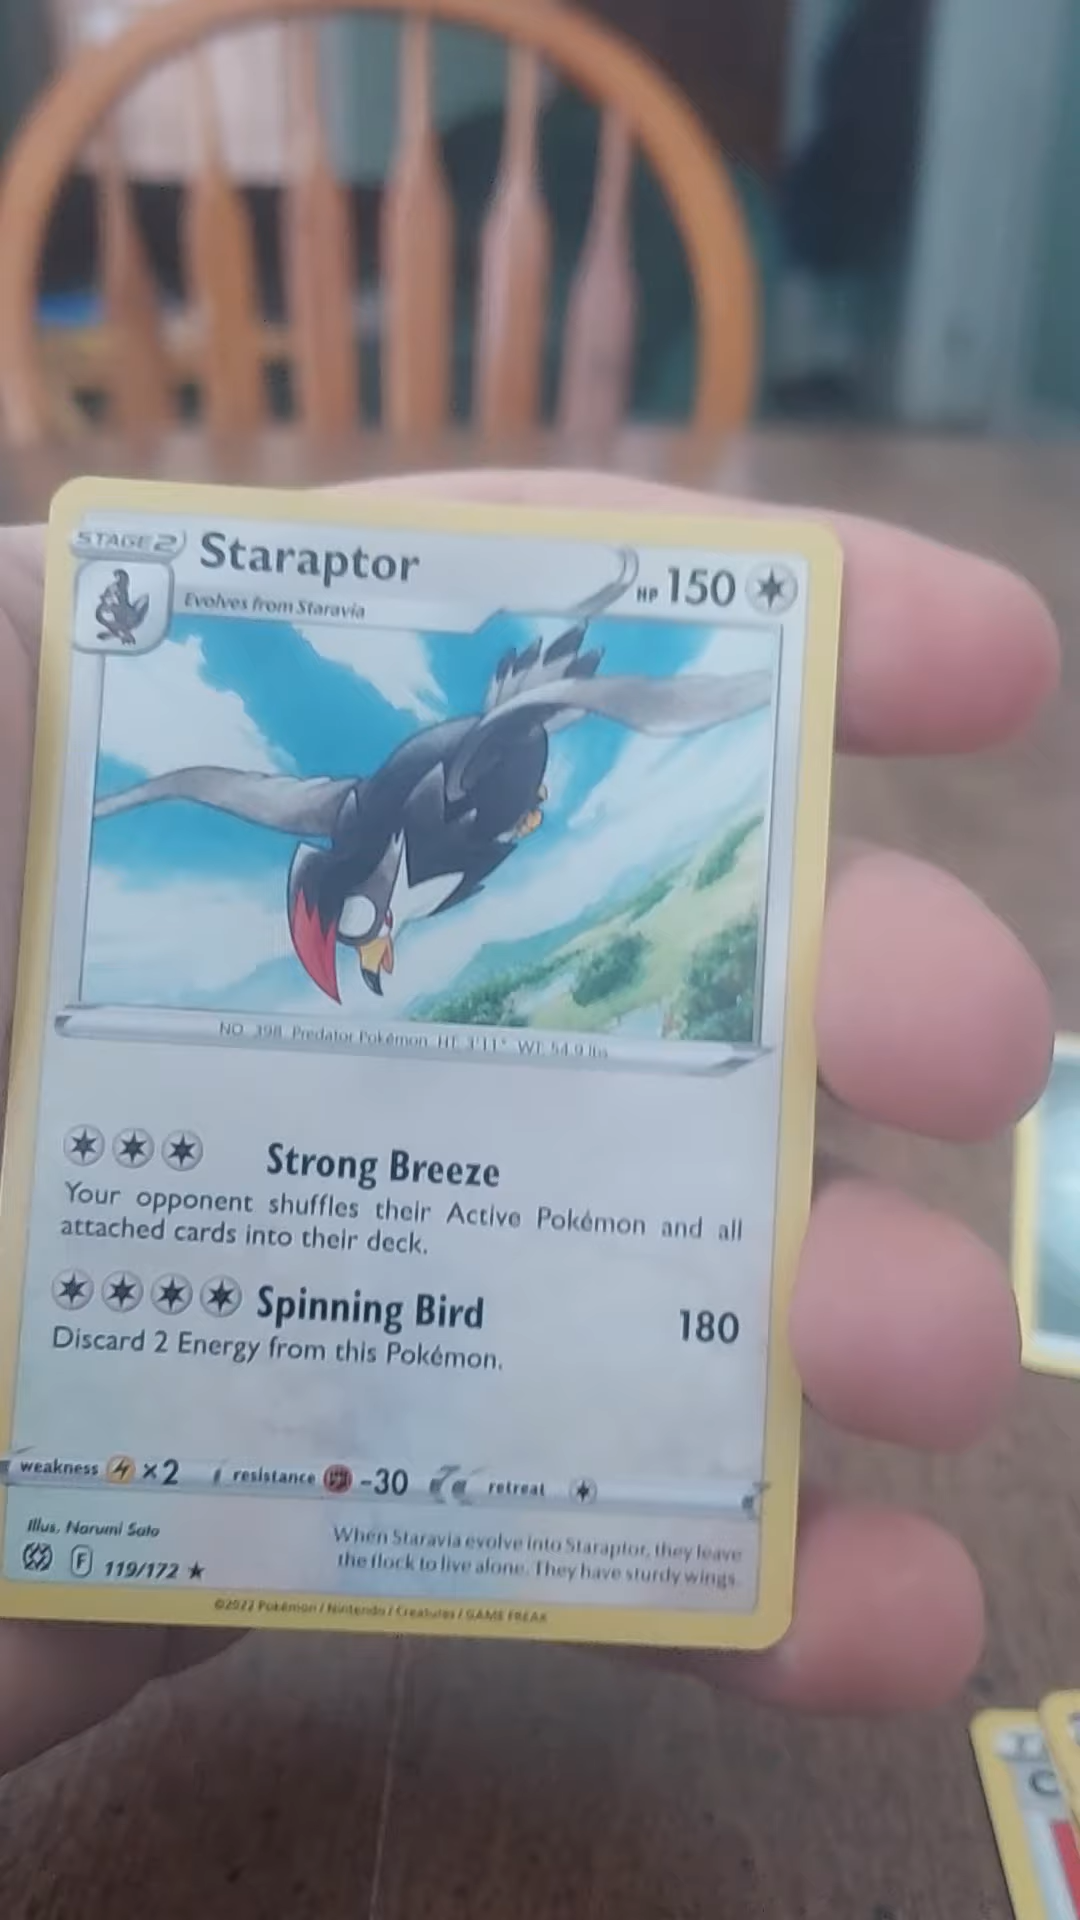 STAGE 2
Staraptor
HP 150
Evolves from Staravia
NO. 398 Predator Pokémon HT 3'11" WT 54.9 lbs
Strong Breeze
Your opponent shuffles their Active Pokémon and all
attached cards into their deck.
Spinning Bird 180
Discard 2 Energy from this Pokémon.
weakness ×2 resistance -30 retreat
Illus. Narumi Sato
When Staravia evolve into Staraptor, they leave
the flock to live alone. They have sturdy wings.
F 119/172 ★
©2022 Pokémon / Nintendo / Creatures / GAME FREAK
C